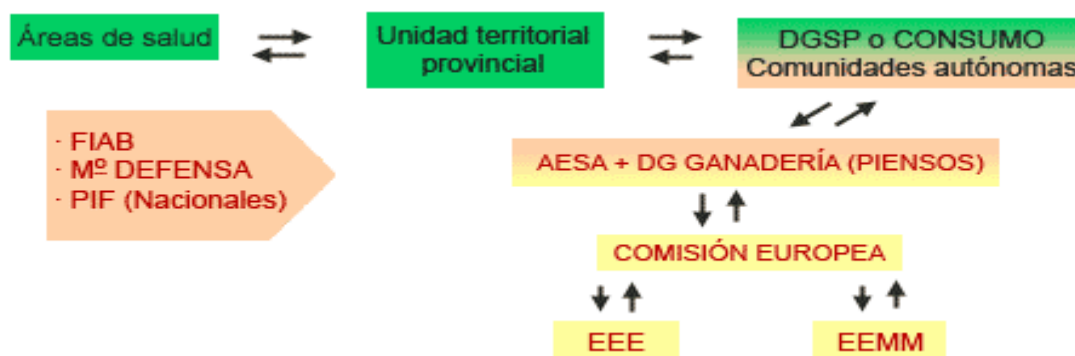 Áreas de salud
Unidad territorial
provincial
DGSP o CONSUMO
Comunidades autónomas
· FIAB
· Mº DEFENSA
· PIF (Nacionales)
AESA + DG GANADERÍA (PIENSOS)
COMISIÓN EUROPEA
EEE
EEMM